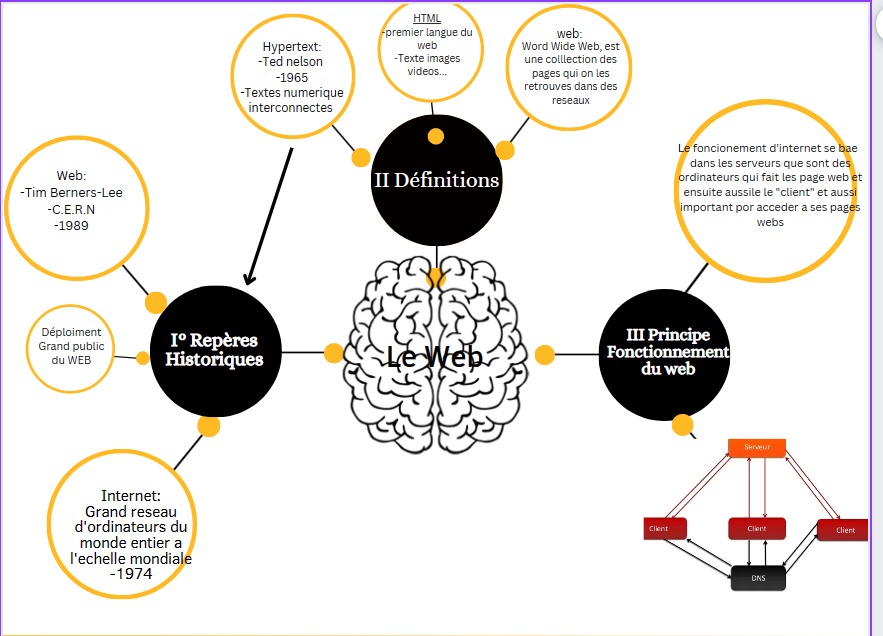 Le Web
I° Repères
Historiques
Web:
-Tim Berners-Lee
-C.E.R.N
-1989
Déploiment
Grand public
du WEB
Internet:
Grand reseau
d'ordinateurs du
monde entier a
l'echelle mondiale
-1974
II Définitions
Hypertext:
-Ted nelson
-1965
-Textes numerique
interconnectes
HTML
-premier langue du
web
-Texte images
videos...
web:
Word Wide Web, est
une colllection des
pages qui on les
retrouves dans des
reseaux
III Principe
Fonctionnement
du web
Le foncionement d'internet se bae
dans les serveurs que sont des
ordinateurs qui fait les page web et
ensuite aussile le "client" et aussi
important por acceder a ses pages
webs
Serveur
Client
Client
Client
DNS